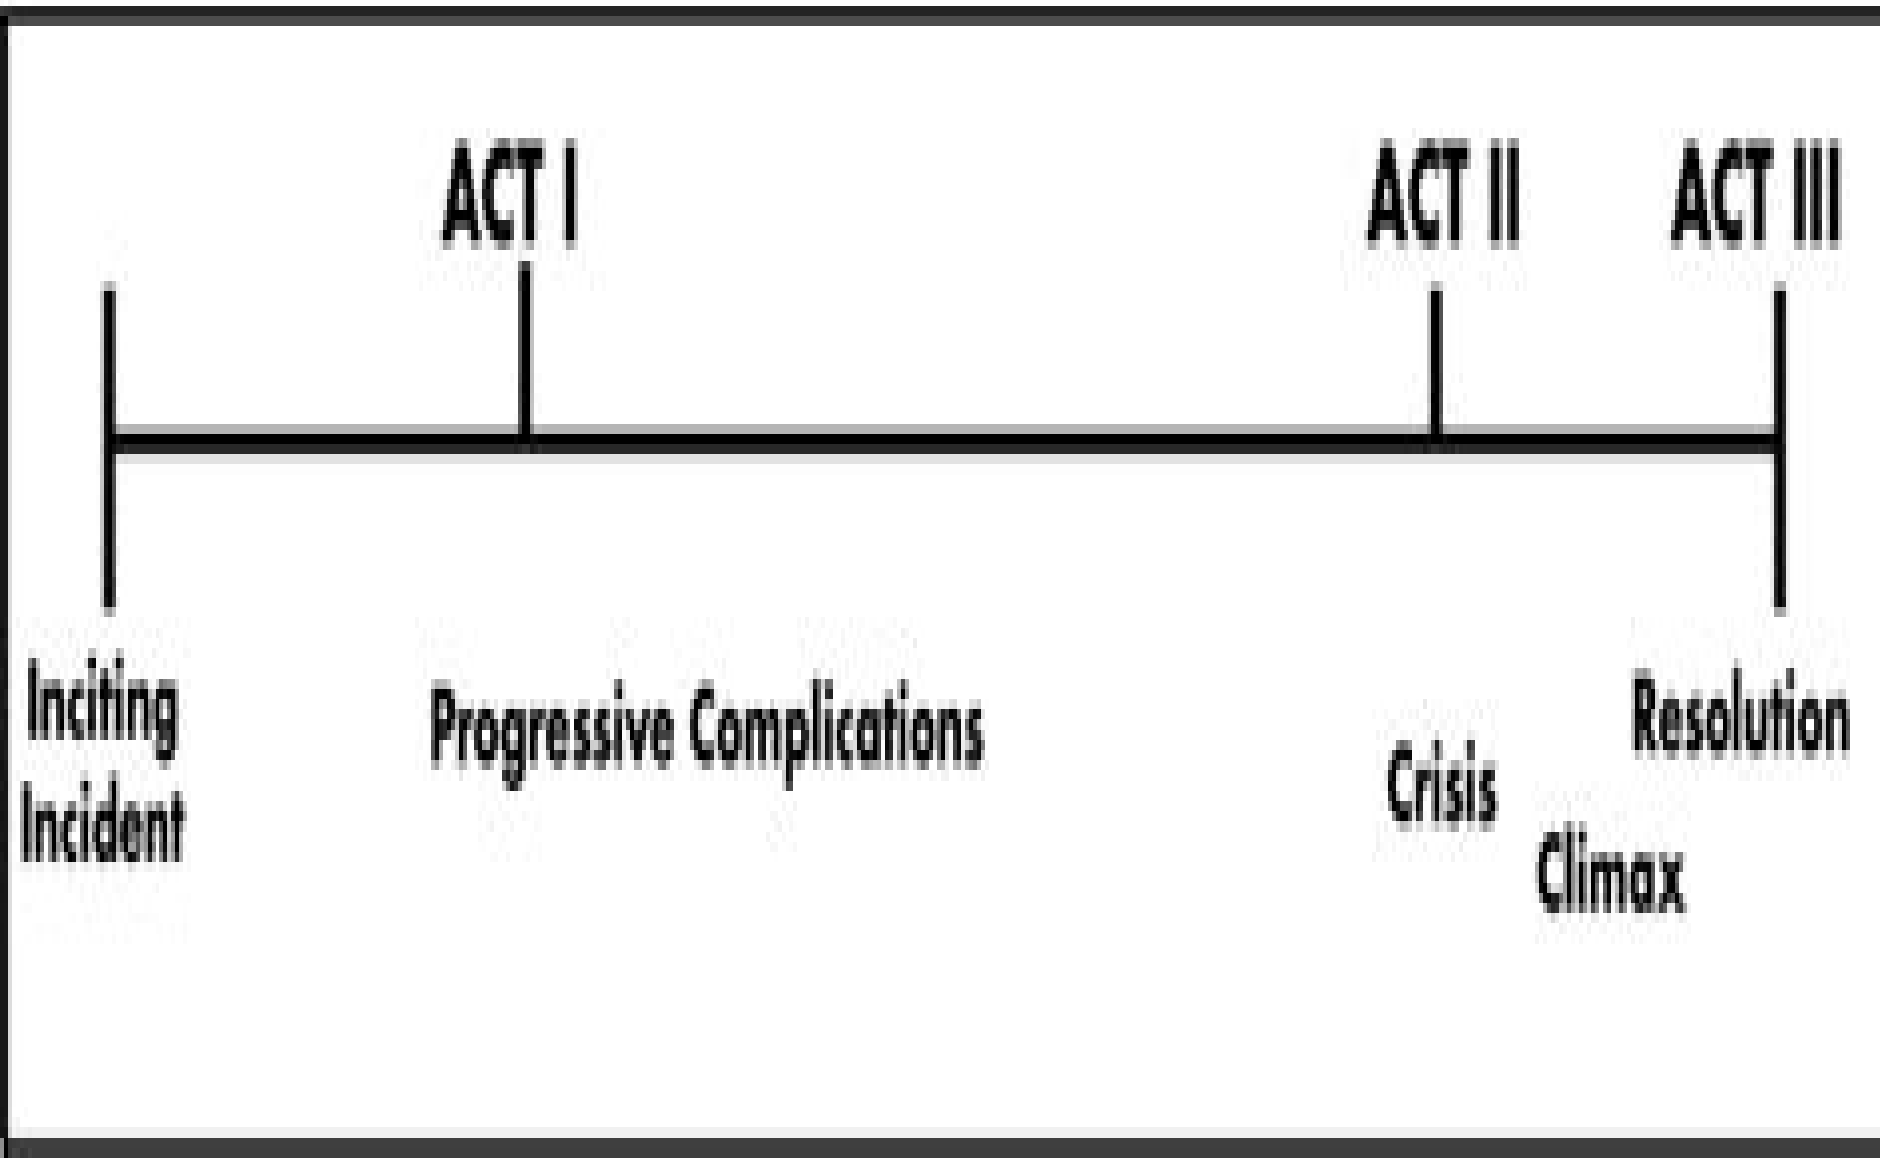 ACT I
ACT II
ACT III
Inciting
Incident
Progressive Complications
Crisis
Climax
Resolution